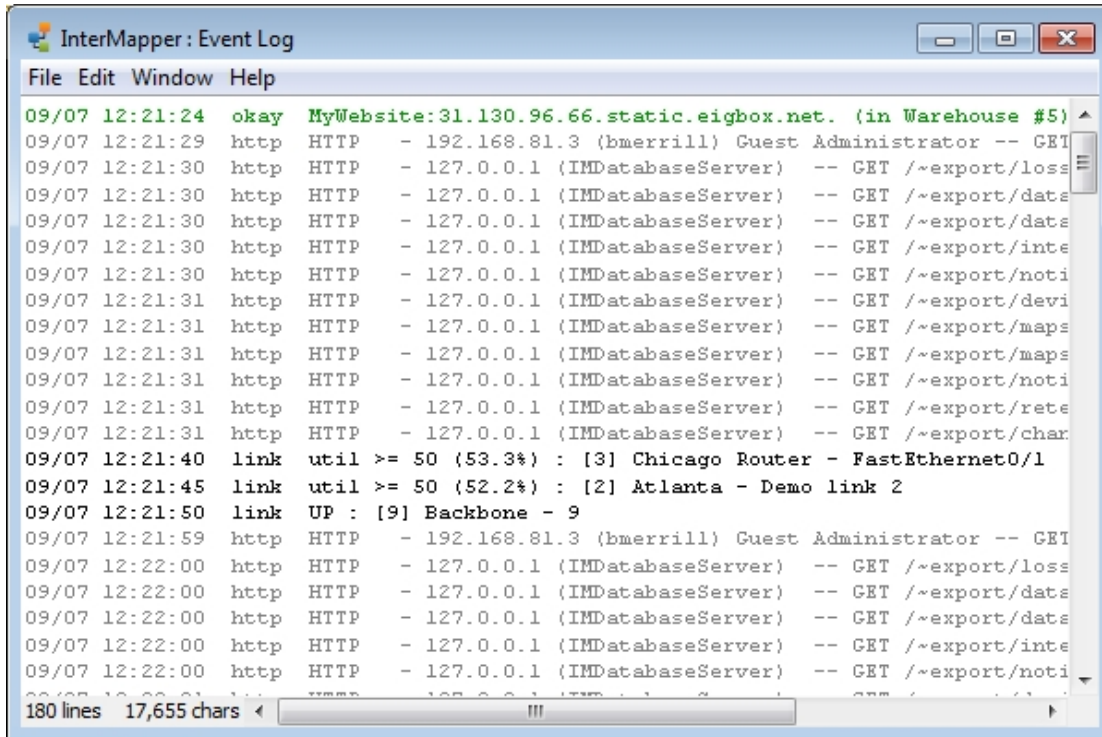 InterMapper : Event Log
File Edit Window Help
09/07 12:21:24 okay MyWebsite:31.130.96.66.static.eigbox.net. (in Warehouse #5)
09/07 12:21:29 http HTTP - 192.168.81.3 (bmerrill) Guest Administrator -- GET
09/07 12:21:30 http HTTP - 127.0.0.1 (IMDatabaseServer) -- GET /~export/loss
09/07 12:21:30 http HTTP - 127.0.0.1 (IMDatabaseServer) -- GET /~export/data
09/07 12:21:30 http HTTP - 127.0.0.1 (IMDatabaseServer) -- GET /~export/data
09/07 12:21:30 http HTTP - 127.0.0.1 (IMDatabaseServer) -- GET /~export/inte
09/07 12:21:30 http HTTP - 127.0.0.1 (IMDatabaseServer) -- GET /~export/noti
09/07 12:21:31 http HTTP - 127.0.0.1 (IMDatabaseServer) -- GET /~export/devi
09/07 12:21:31 http HTTP - 127.0.0.1 (IMDatabaseServer) -- GET /~export/maps
09/07 12:21:31 http HTTP - 127.0.0.1 (IMDatabaseServer) -- GET /~export/maps
09/07 12:21:31 http HTTP - 127.0.0.1 (IMDatabaseServer) -- GET /~export/noti
09/07 12:21:31 http HTTP - 127.0.0.1 (IMDatabaseServer) -- GET /~export/rete
09/07 12:21:31 http HTTP - 127.0.0.1 (IMDatabaseServer) -- GET /~export/chan
09/07 12:21:40 link util >= 50 (53.3%) : [3] Chicago Router - FastEthernet0/1
09/07 12:21:45 link util >= 50 (52.2%) : [2] Atlanta - Demo link 2
09/07 12:21:50 link UP : [9] Backbone - 9
09/07 12:21:59 http HTTP - 192.168.81.3 (bmerrill) Guest Administrator -- GET
09/07 12:22:00 http HTTP - 127.0.0.1 (IMDatabaseServer) -- GET /~export/loss
09/07 12:22:00 http HTTP - 127.0.0.1 (IMDatabaseServer) -- GET /~export/data
09/07 12:22:00 http HTTP - 127.0.0.1 (IMDatabaseServer) -- GET /~export/data
09/07 12:22:00 http HTTP - 127.0.0.1 (IMDatabaseServer) -- GET /~export/inte
09/07 12:22:00 http HTTP - 127.0.0.1 (IMDatabaseServer) -- GET /~export/noti
180 lines 17,655 chars